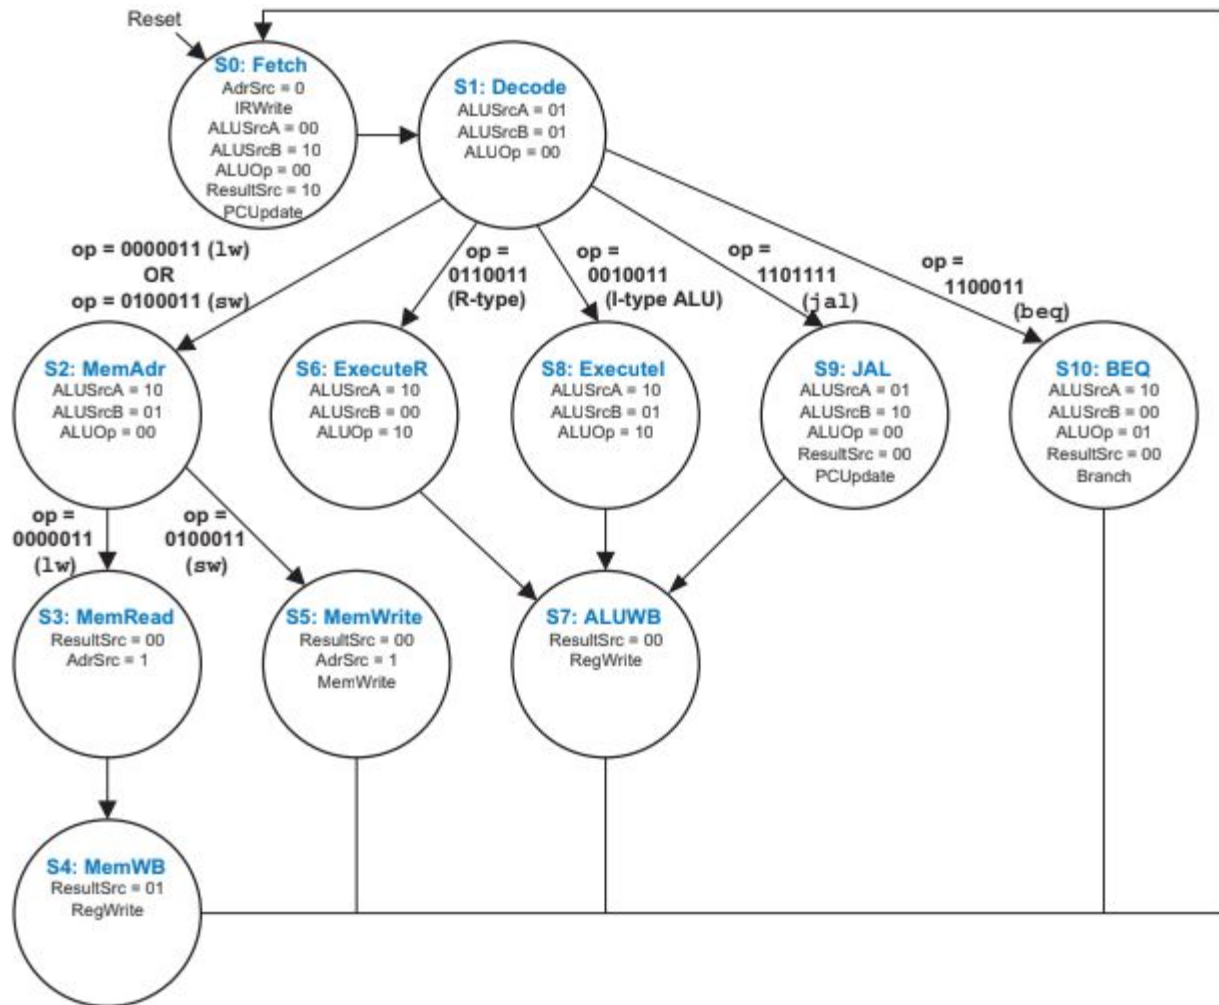 Reset
S0: Fetch
AdrSrc = 0
IRWrite
ALUSrcA = 00
ALUSrcB = 10
ALUOp = 00
ResultSrc = 10
PCUpdate
S1: Decode
ALUSrcA = 01
ALUSrcB = 01
ALUOp = 00
op = 0000011 (lw)
OR
op = 0100011 (sw)
op =
0110011
(R-type)
op =
0010011
(I-type ALU)
op =
1101111
(jal)
op =
1100011
(beq)
S2: MemAdr
ALUSrcA = 10
ALUSrcB = 01
ALUOp = 00
S6: ExecuteR
ALUSrcA = 10
ALUSrcB = 00
ALUOp = 10
S8: ExecuteI
ALUSrcA = 10
ALUSrcB = 01
ALUOp = 10
S9: JAL
ALUSrcA = 01
ALUSrcB = 10
ALUOp = 00
ResultSrc = 00
PCUpdate
S10: BEQ
ALUSrcA = 10
ALUSrcB = 00
ALUOp = 01
ResultSrc = 00
Branch
op =
0000011
(lw)
op =
0100011
(sw)
S3: MemRead
ResultSrc = 00
AdrSrc = 1
S5: MemWrite
ResultSrc = 00
AdrSrc = 1
MemWrite
S7: ALUWB
ResultSrc = 00
RegWrite
S4: MemWB
ResultSrc = 01
RegWrite